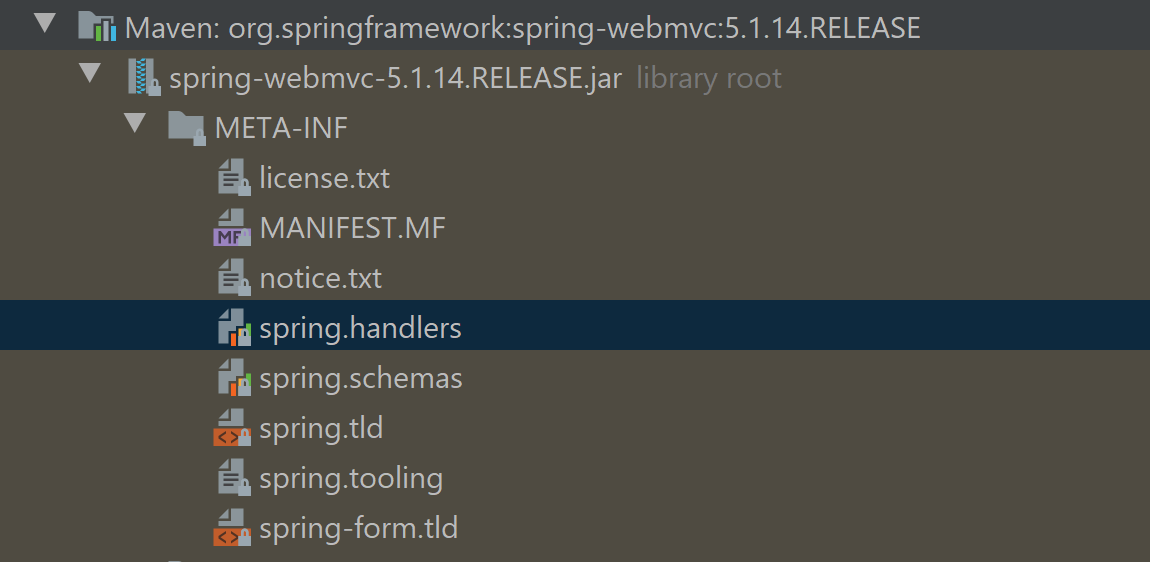 Maven: org.springframework:spring-webmvc:5.1.14.RELEASE
spring-webmvc-5.1.14.RELEASE.jar library root
META-INF
license.txt
MF MANIFEST.MF
notice.txt
spring.handlers
spring.schemas
<> spring.tld
spring.tooling
<> spring-form.tld